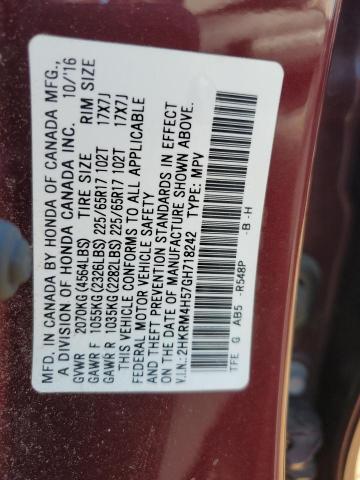 MFD. IN CANADA BY HONDA OF CANADA MFG.,
A DIVISION OF HONDA CANADA INC. 10/'16
GVWR 2070KG(4564LBS) TIRE SIZE RIM SIZE
GAWR F 1055KG(2326LBS) 225/65R17 102T 17X7J
GAWR R 1035KG(2282LBS) 225/65R17 102T 17X7J
THIS VEHICLE CONFORMS TO ALL APPLICABLE
FEDERAL MOTOR VEHICLE SAFETY
AND THEFT PREVENTION STANDARDS IN EFFECT
ON THE DATE OF MANUFACTURE SHOWN ABOVE.
V.I.N.: 2HKRM4H57GH718242 TYPE: MPV
TFE G AB5 -R548P -B -H